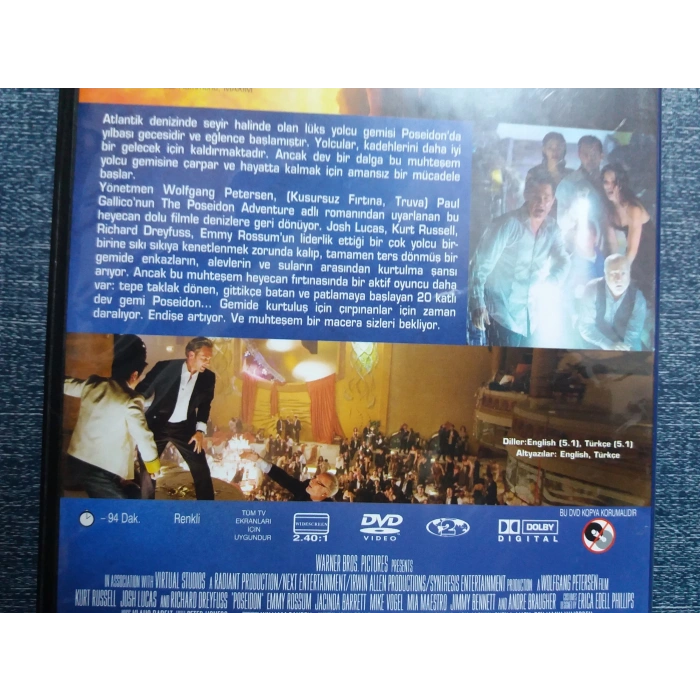 Atlantik denizinde seyir halinde olan lüks yolcu gemisi Poseidon'da
yılbaşı gecesidir ve eğlence başlamıştır. Yolcular, kadehlerini daha iyi
bir gelecek için kaldırmaktadır. Ancak dev bir dalga bu muhteşem
yolcu gemisine çarpar ve hayatta kalmak için amansız bir mücadele
başlar.
Yönetmen Wolfgang Petersen, (Kusursuz Fırtına, Truva) Paul
Gallico'nun The Poseidon Adventure adlı romanından uyarlanan bu
heyecan dolu filmle denizlere geri dönüyor. Josh Lucas, Kurt Russell,
Richard Dreyfuss, Emmy Rossum'un liderlik ettiği bir çok yolcu bir-
birine sıkı sıkıya kenetlenmek zorunda kalıp, tamamen ters dönmüş bir
gemide enkazların, alevlerin ve suların arasından kurtulma şansı
arıyor. Ancak bu muhteşem heyecan fırtınasında bir aktif oyuncu daha
var: tepe taklak dönen, gittikçe batan ve patlamaya başlayan 20 katlı
dev gemi Poseidon... Gemide kurtuluş için çırpınanlar için zaman
daralıyor. Endişe artıyor. Ve muhteşem bir macera sizleri bekliyor.
Diller:English (5.1), Türkçe (5.1)
Altyazılar: English, Türkçe
~ 94 Dak.
Renkli
TÜM TV
EKRANLARI
İÇİN
UYGUNDUR
WIDESCREEN
2.40:1
DVD
VIDEO
2
DOLBY
DIGITAL
BU DVD KOPYA KORUMALIDIR
WARNER BROS. PICTURES PRESENTS
IN ASSOCIATION WITH VIRTUAL STUDIOS A RADIANT PRODUCTION/NEXT ENTERTAINMENT/IRWIN ALLEN PRODUCTIONS/SYNTHESIS ENTERTAINMENT PRODUCTION A WOLFGANG PETERSEN FILM
KURT RUSSELL JOSH LUCAS AND RICHARD DREYFUSS 'POSEIDON' EMMY ROSSUM JACINDA BARRETT MIKE VOGEL MIA MAESTRO JIMMY BENNETT AND ANDRE BRAUGHER COSTUMES DESIGNED BY ERICA EDELL PHILLIPS